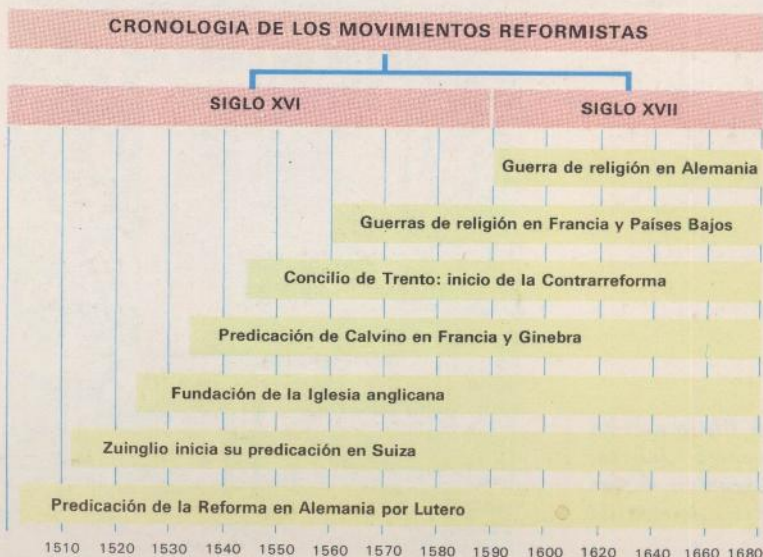 CRONOLOGIA DE LOS MOVIMIENTOS REFORMISTAS
SIGLO XVI
SIGLO XVII
Guerra de religión en Alemania
Guerras de religión en Francia y Países Bajos
Concilio de Trento: inicio de la Contrarreforma
Predicación de Calvino en Francia y Ginebra
Fundación de la Iglesia anglicana
Zuinglio inicia su predicación en Suiza
Predicación de la Reforma en Alemania por Lutero
1510 1520 1530 1540 1550 1560 1570 1580 1590 1600 1620 1640 1660 1680